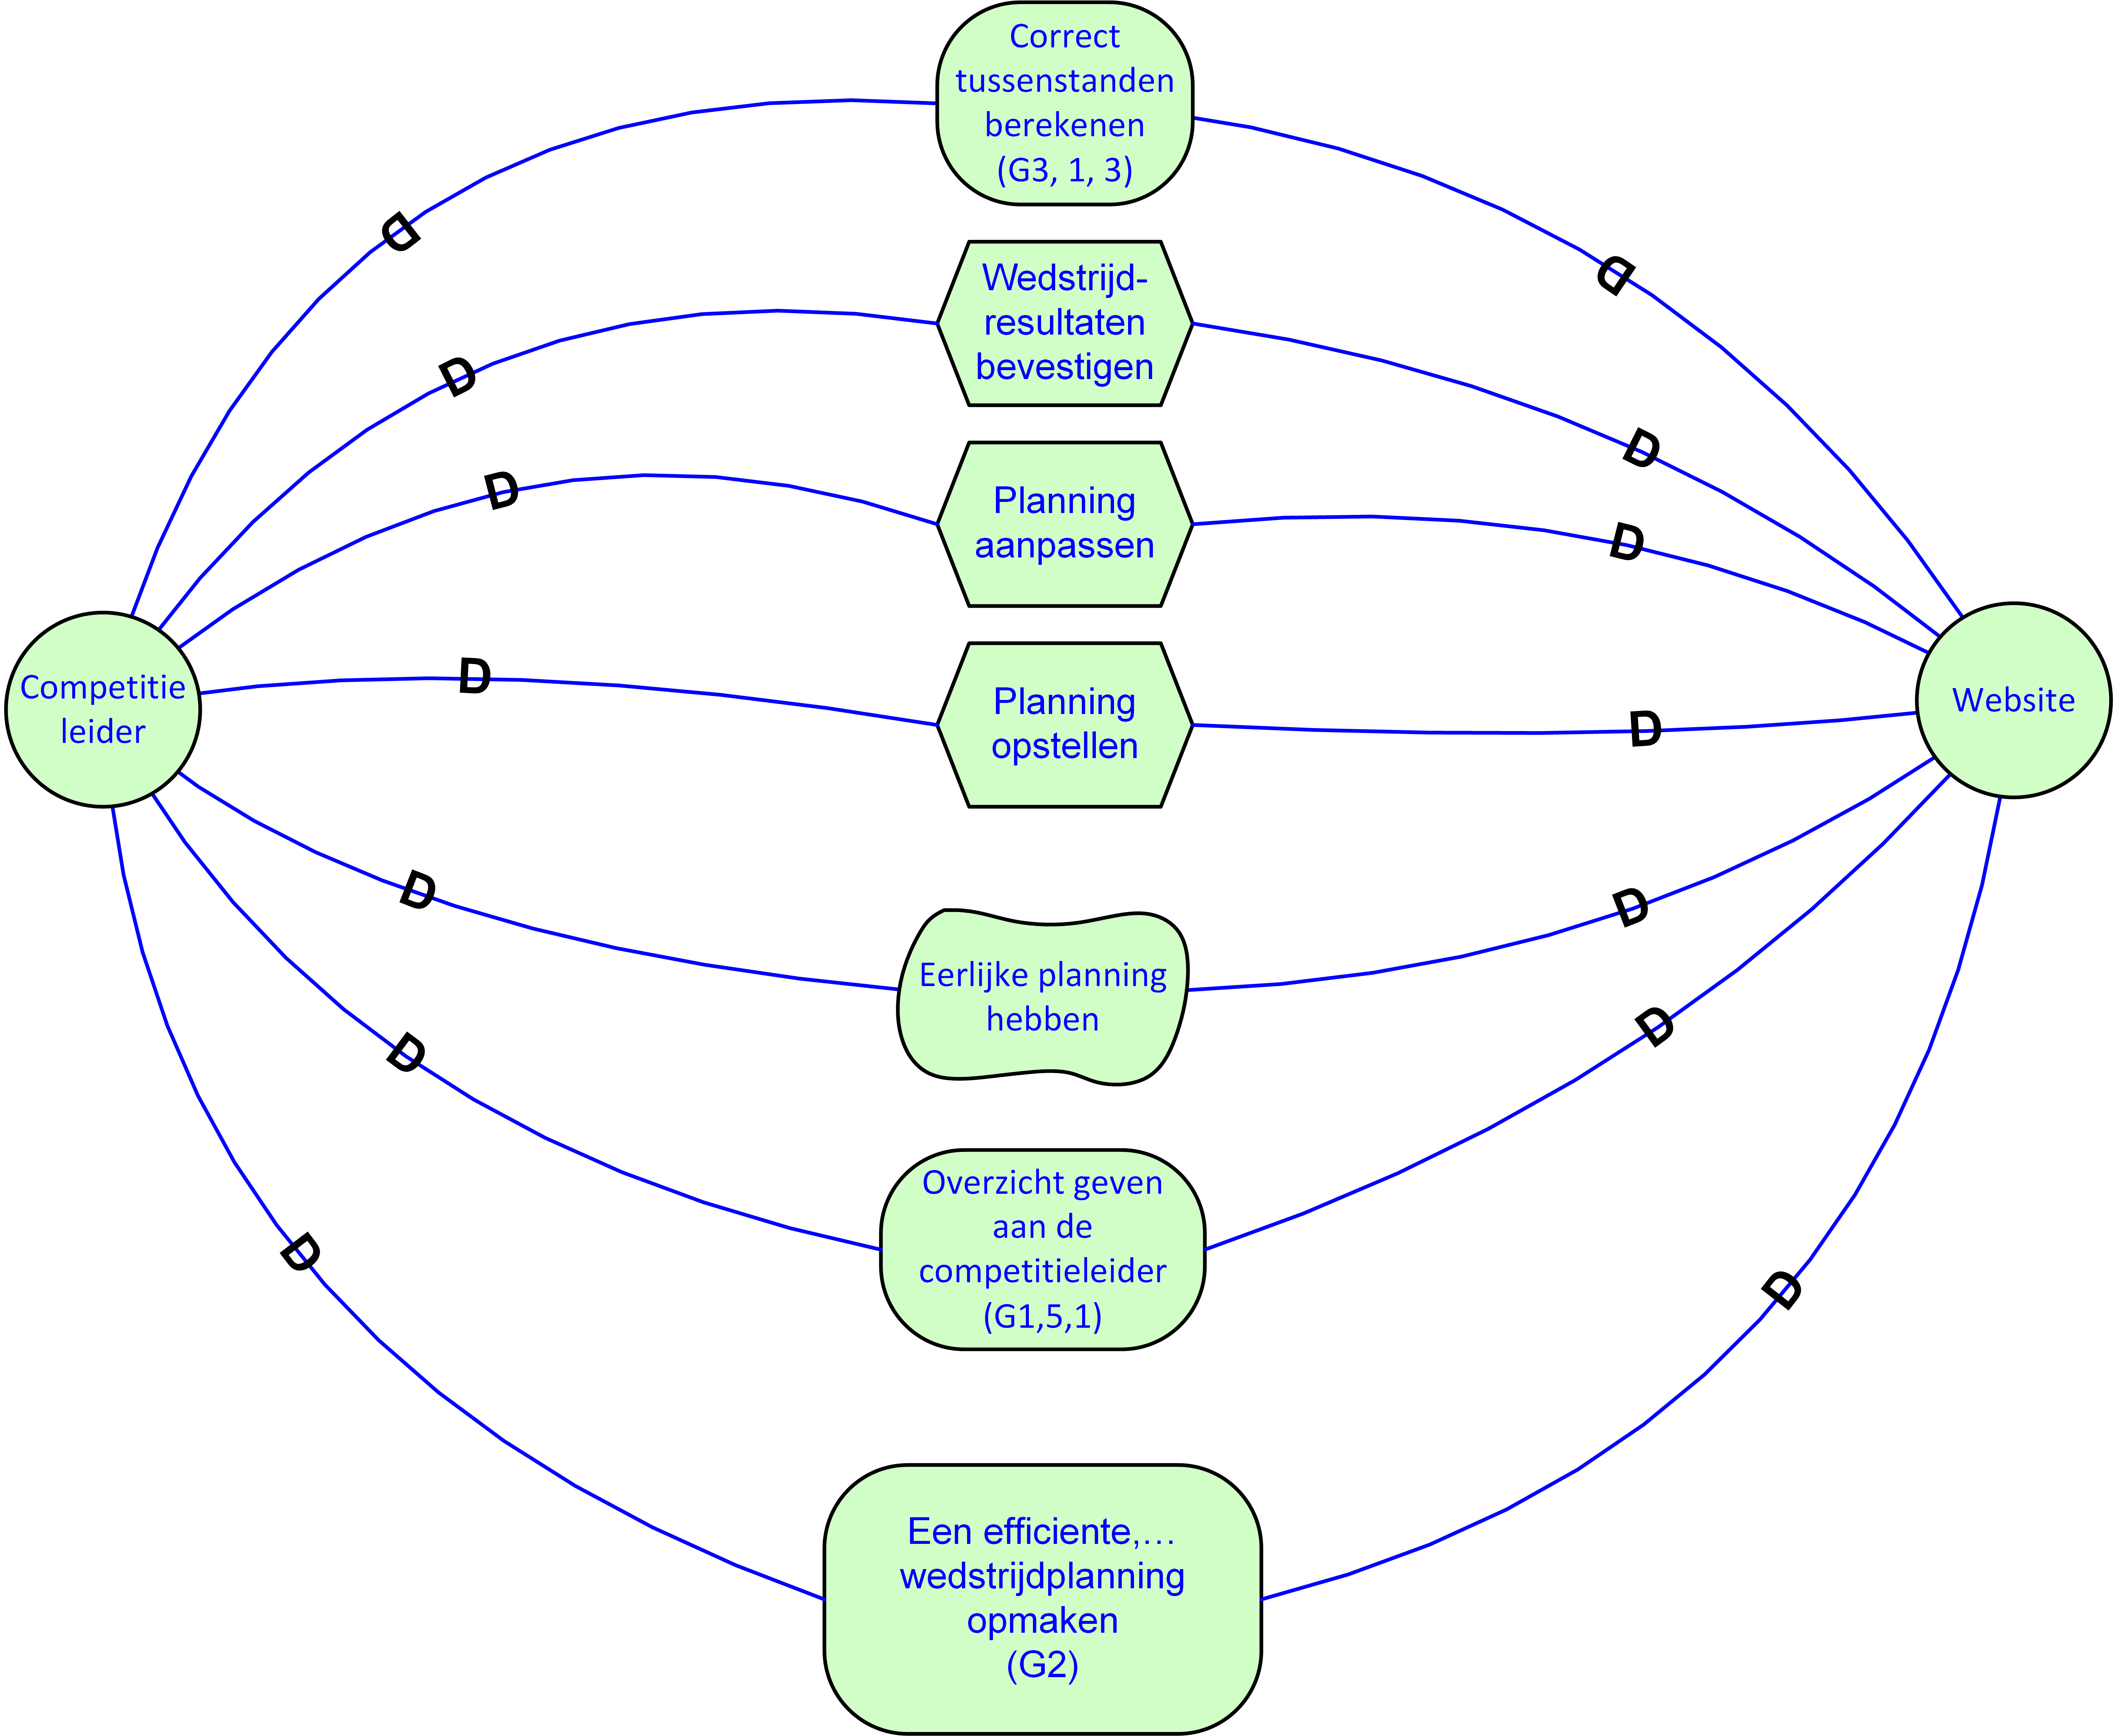 Correct
tussenstanden
berekenen
(G3, 1, 3)
D
D
Wedstrijd-
resultaten
bevestigen
D
D
Planning
aanpassen
D
D
Competitie
leider
D
Planning
opstellen
D
Website
D
Eerlijke planning
hebben
D
D
Overzicht geven
aan de
competitieleider
(G1,5,1)
D
D
Een efficiente,...
wedstrijdplanning
opmaken
(G2)
D